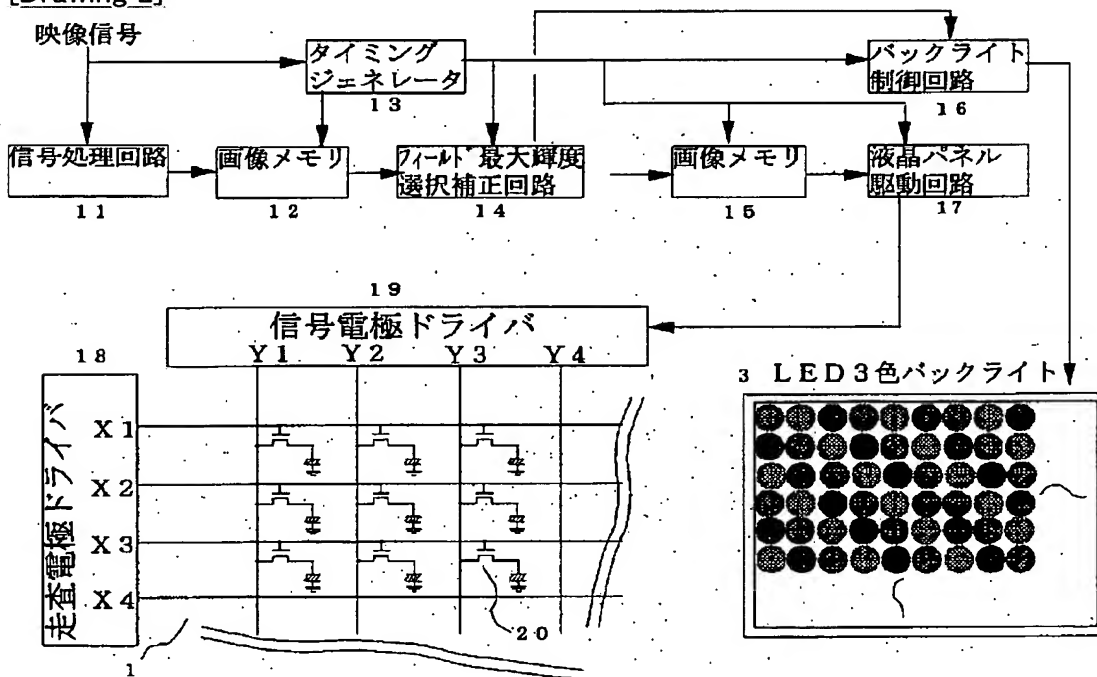 [Drawing 2]
映像信号
タイミング
ジェネレータ
13
バックライト
制御回路
16
信号処理回路
11
画像メモリ
12
フィールド最大輝度
選択補正回路
14
画像メモリ
15
液晶パネル
駆動回路
17
19
信号電極ドライバ
Y1 Y2 Y3 Y4
18
走査電極ドライバ
X1
X2
X3
X4
20
1
3 LED3色バックライト